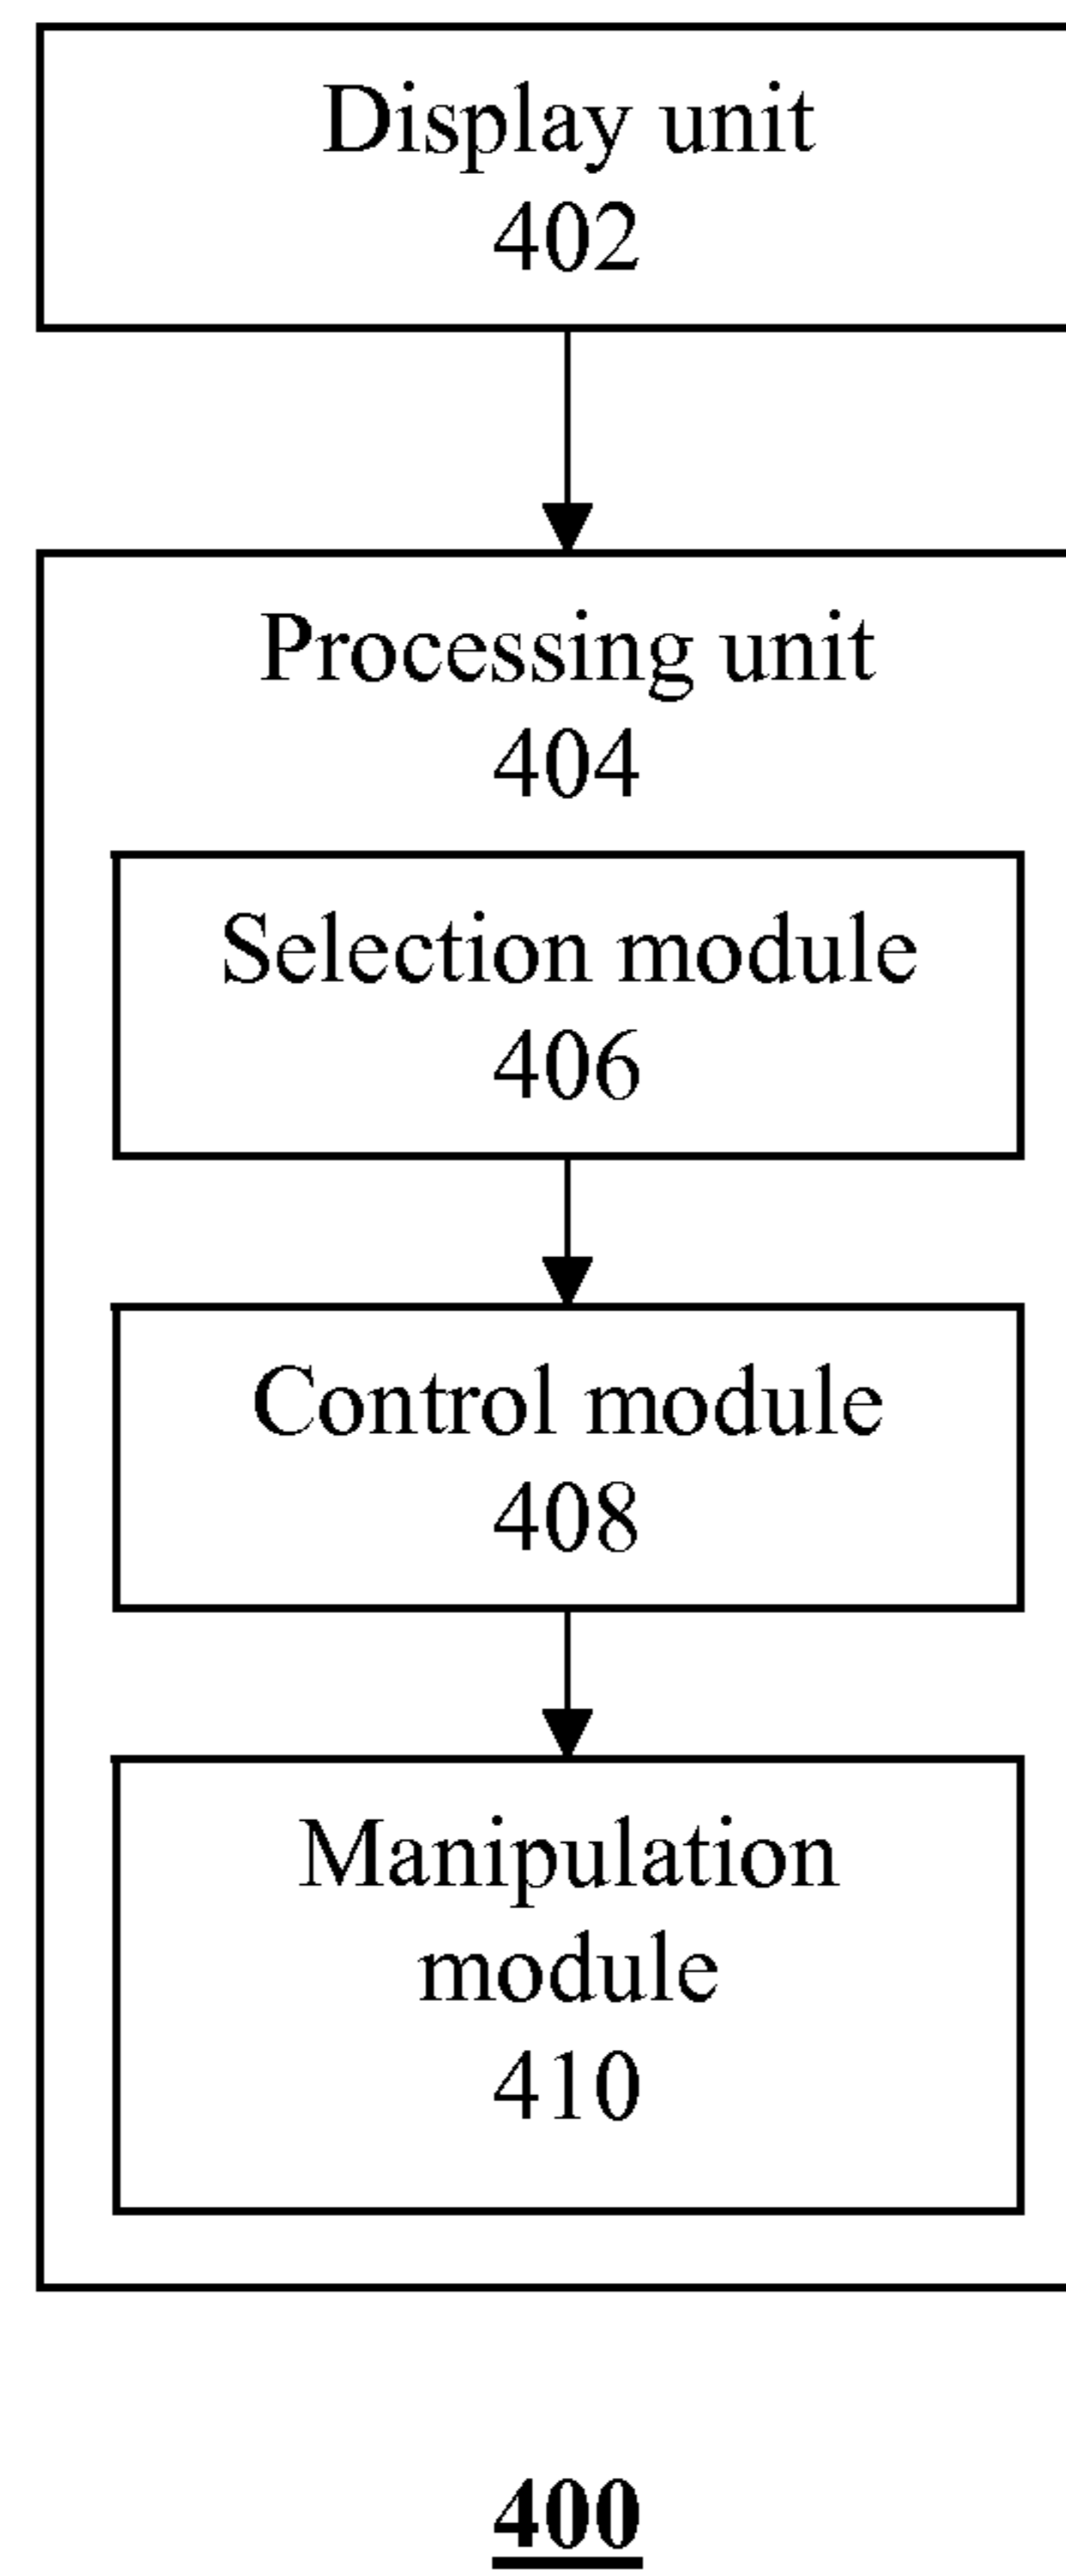 Display unit
402
Processing unit
404
Selection module
406
Control module
408
Manipulation
module
410
400